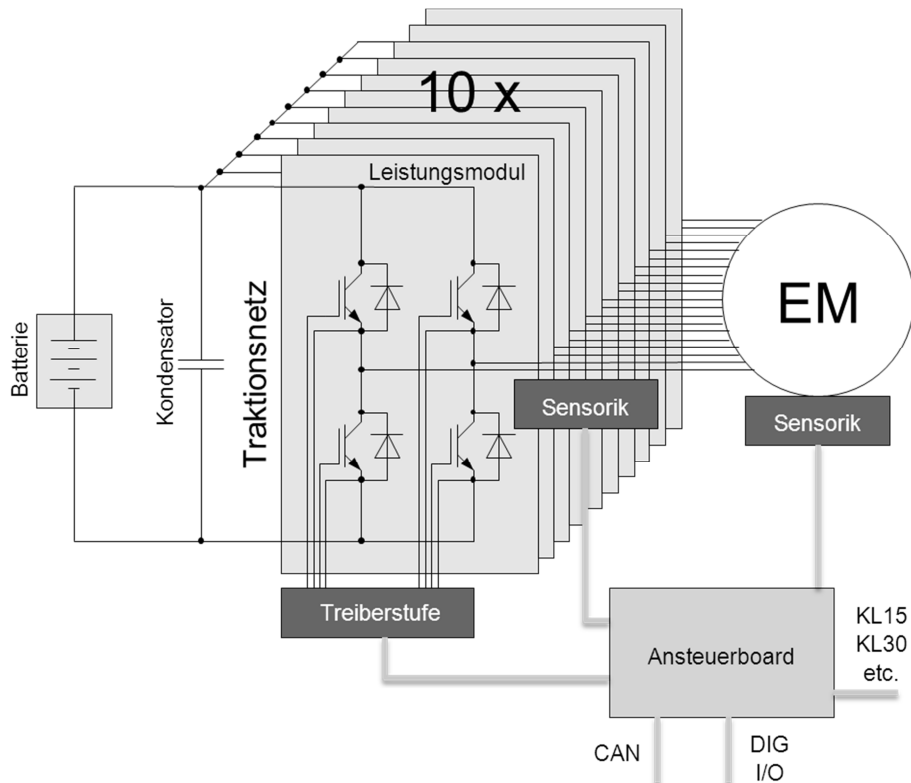 10 x
Leistungsmodul
Batterie
Kondensator
Traktionsnetz
EM
Sensorik
Sensorik
Treiberstufe
Ansteuerboard
KL15
KL30
etc.
CAN
DIG
I/O